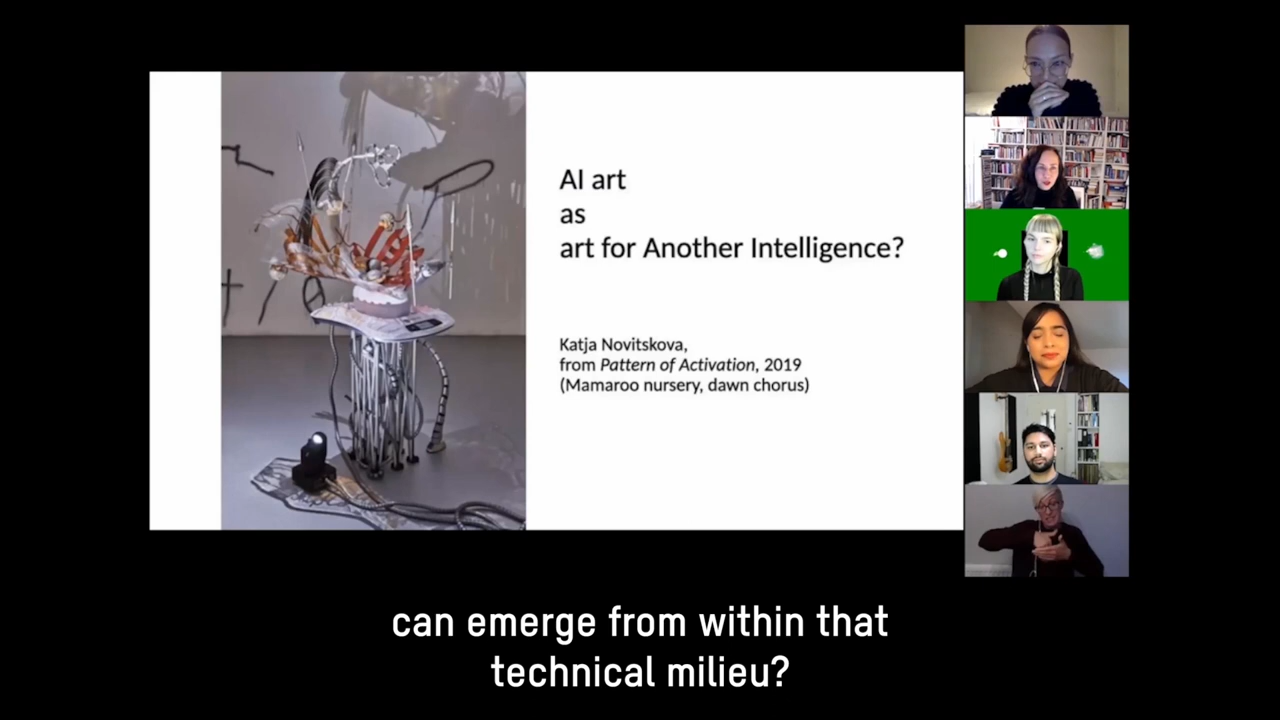 AI art
as
art for Another Intelligence?
Katja Novitskova,
from Pattern of Activation, 2019
(Mamaroo nursery, dawn chorus)
can emerge from within that
technical milieu?